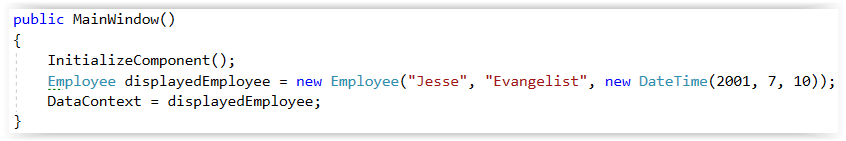 public MainWindow()
{
InitializeComponent();
Employee displayedEmployee = new Employee("Jesse", "Evangelist", new DateTime(2001, 7, 10));
DataContext = displayedEmployee;
}